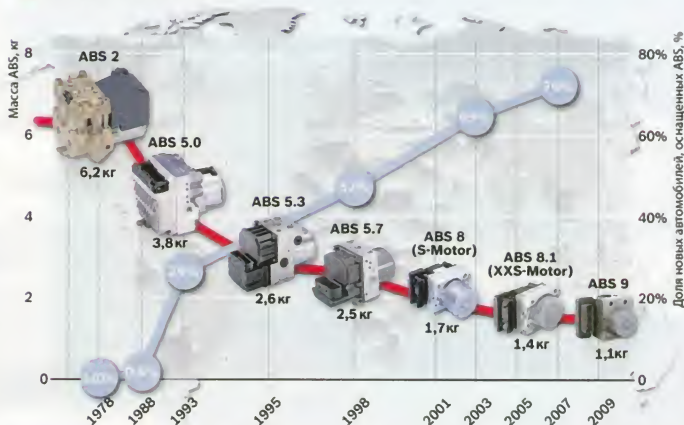 Масса ABS, кг
8
6
4
2
0
ABS 2
6,2 кг
ABS 5.0
3,8 кг
ABS 5.3
2,6 кг
ABS 5.7
2,5 кг
ABS 8
(S-Motor)
1,7 кг
ABS 8.1
(XXS-Motor)
1,4 кг
ABS 9
1,1 кг
80%
60%
40%
20%
0
Доля новых автомобилей, оснащенных ABS, %
1978
1988
1993
1995
1998
2001
2003
2005
2007
2009